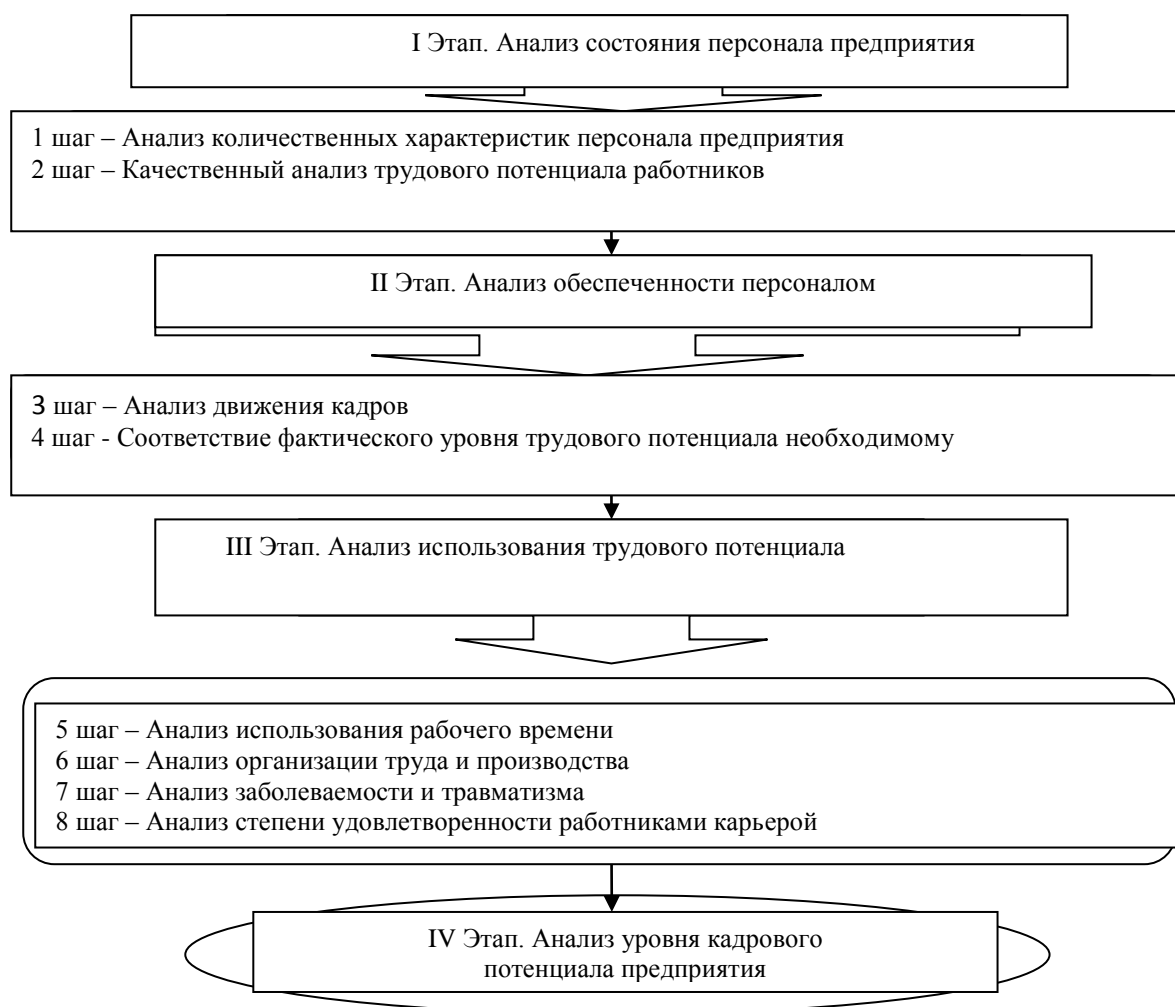 I Этап. Анализ состояния персонала предприятия
1 шаг – Анализ количественных характеристик персонала предприятия
2 шаг – Качественный анализ трудового потенциала работников
II Этап. Анализ обеспеченности персоналом
3 шаг – Анализ движения кадров
4 шаг - Соответствие фактического уровня трудового потенциала необходимому
III Этап. Анализ использования трудового потенциала
5 шаг – Анализ использования рабочего времени
6 шаг – Анализ организации труда и производства
7 шаг – Анализ заболеваемости и травматизма
8 шаг – Анализ степени удовлетворенности работниками карьерой
IV Этап. Анализ уровня кадрового
потенциала предприятия